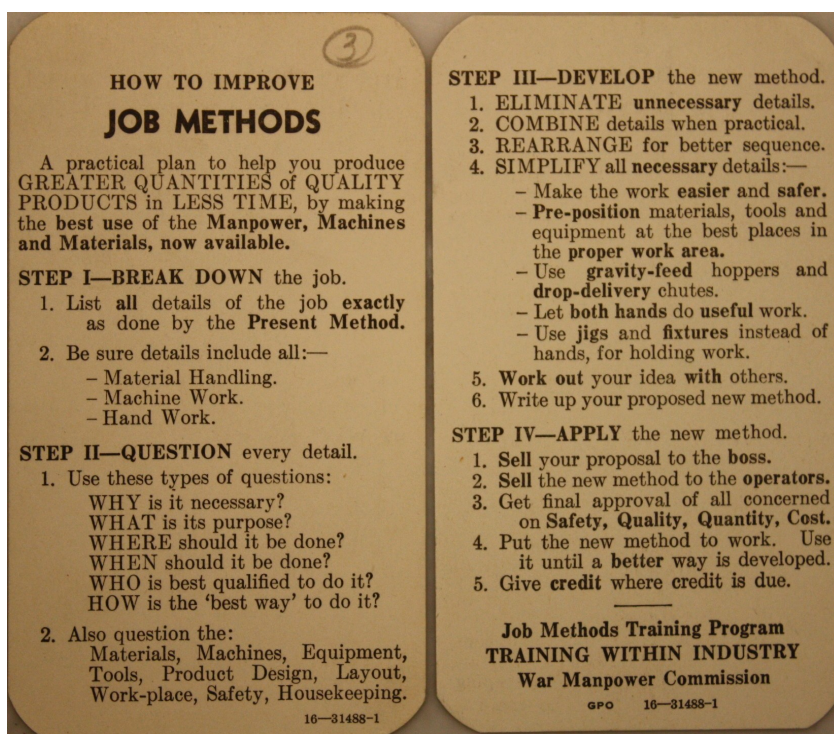 3
HOW TO IMPROVE
JOB METHODS
A practical plan to help you produce
GREATER QUANTITIES of QUALITY
PRODUCTS in LESS TIME, by making
the best use of the Manpower, Machines
and Materials, now available.
STEP I—BREAK DOWN the job.
1. List all details of the job exactly
as done by the Present Method.
2. Be sure details include all:—
– Material Handling.
– Machine Work.
– Hand Work.
STEP II—QUESTION every detail.
1. Use these types of questions:
WHY is it necessary?
WHAT is its purpose?
WHERE should it be done?
WHEN should it be done?
WHO is best qualified to do it?
HOW is the ‘best way’ to do it?
2. Also question the:
Materials, Machines, Equipment,
Tools, Product Design, Layout,
Work-place, Safety, Housekeeping.
16—31488-1
STEP III—DEVELOP the new method.
1. ELIMINATE unnecessary details.
2. COMBINE details when practical.
3. REARRANGE for better sequence.
4. SIMPLIFY all necessary details:—
– Make the work easier and safer.
– Pre-position materials, tools and
equipment at the best places in
the proper work area.
– Use gravity-feed hoppers and
drop-delivery chutes.
– Let both hands do useful work.
– Use jigs and fixtures instead of
hands, for holding work.
5. Work out your idea with others.
6. Write up your proposed new method.
STEP IV—APPLY the new method.
1. Sell your proposal to the boss.
2. Sell the new method to the operators.
3. Get final approval of all concerned
on Safety, Quality, Quantity, Cost.
4. Put the new method to work. Use
it until a better way is developed.
5. Give credit where credit is due.
Job Methods Training Program
TRAINING WITHIN INDUSTRY
War Manpower Commission
GPO 16—31488-1